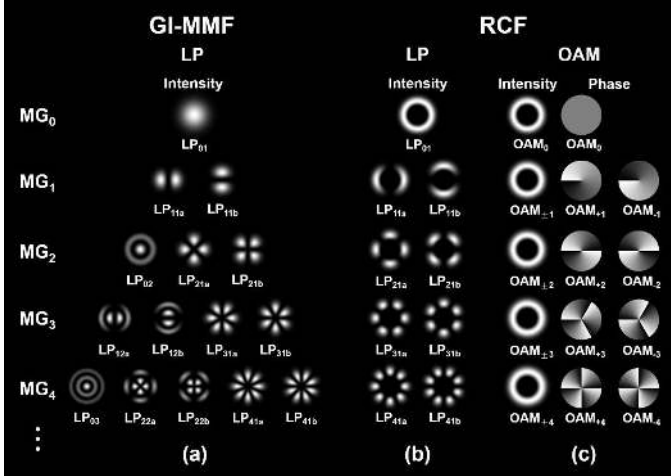 GI-MMF RCF
LP LP OAM
Intensity Intensity Phase
MG0
LP01 LP01 OAM0 OAM0
MG1
LP11a LP11b LP11a LP11b OAM±1 OAM+1 OAM-1
MG2
LP02 LP21a LP21b LP21a LP21b OAM±2 OAM+2 OAM-2
MG3
LP12a LP12b LP31a LP31b LP31a LP31b OAM±3 OAM+3 OAM-3
MG4
LP03 LP22a LP22b LP41a LP41b LP41a LP41b OAM±4 OAM+4 OAM-4
(a) (b) (c)